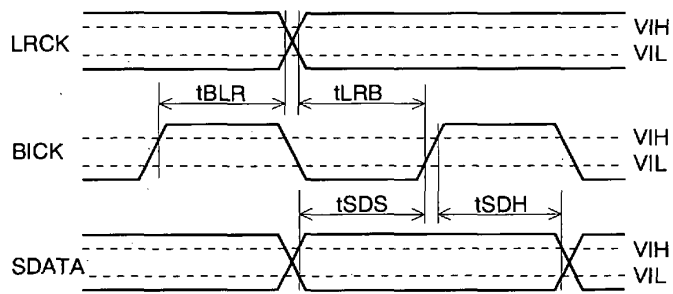 LRCK
VIH
VIL
tBLR
tLRB
BICK
VIH
VIL
tSDS
tSDH
SDATA
VIH
VIL